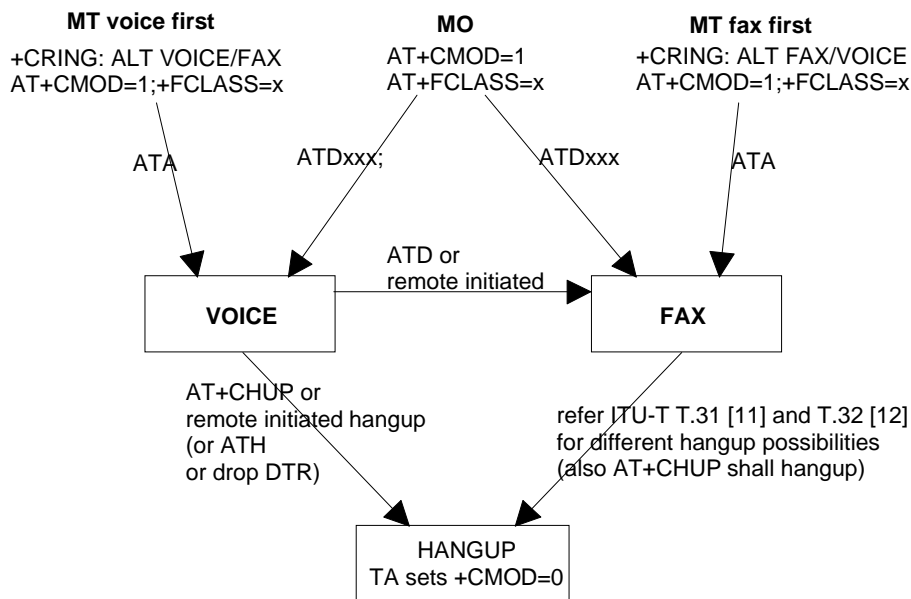 MT voice first
+CRING: ALT VOICE/FAX
AT+CMOD=1;+FCLASS=x
MO
AT+CMOD=1
AT+FCLASS=x
MT fax first
+CRING: ALT FAX/VOICE
AT+CMOD=1;+FCLASS=x
ATA
ATDxxx;
ATDxxx
ATA
ATD or
remote initiated
VOICE
FAX
AT+CHUP or
remote initiated hangup
(or ATH
or drop DTR)
refer ITU-T T.31 [11] and T.32 [12]
for different hangup possibilities
(also AT+CHUP shall hangup)
HANGUP
TA sets +CMOD=0